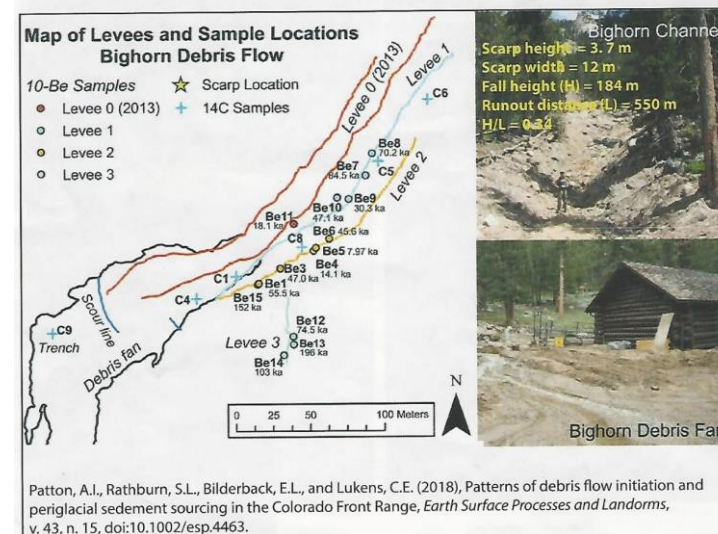 Map of Levees and Sample Locations
Bighorn Debris Flow
10-Be Samples
Levee 0 (2013)
Levee 1
Levee 2
Levee 3
Scarp Location
14C Samples
Levee 0 (2013)
Levee 1
C6
Be8
70.2 ka
C5
Be7
64.5 ka
Levee 2
Be9
30.3 ka
Be10
47.1 ka
Be11
18.1 ka
Be6 45.6 ka
C8
Be5 7.97 ka
Be4
14.1 ka
Be3
47.0 ka
C1
Be1
55.5 ka
C4
Be15
152 ka
Scour line
C9
Trench
Debris fan
Levee 3
Be12
74.5 ka
Be13
196 ka
Be14
103 ka
N
0 25 50 100 Meters
Bighorn Channe
Scarp height = 3.7 m
Scarp width = 12 m
Fall height (H) = 184 m
Runout distance (L) = 550 m
H/L = 0.34
Bighorn Debris Fan
Patton, A.I., Rathburn, S.L., Bilderback, E.L., and Lukens, C.E. (2018), Patterns of debris flow initiation and
periglacial sedement sourcing in the Colorado Front Range, Earth Surface Processes and Landorms,
v. 43, n. 15, doi:10.1002/esp.4463.